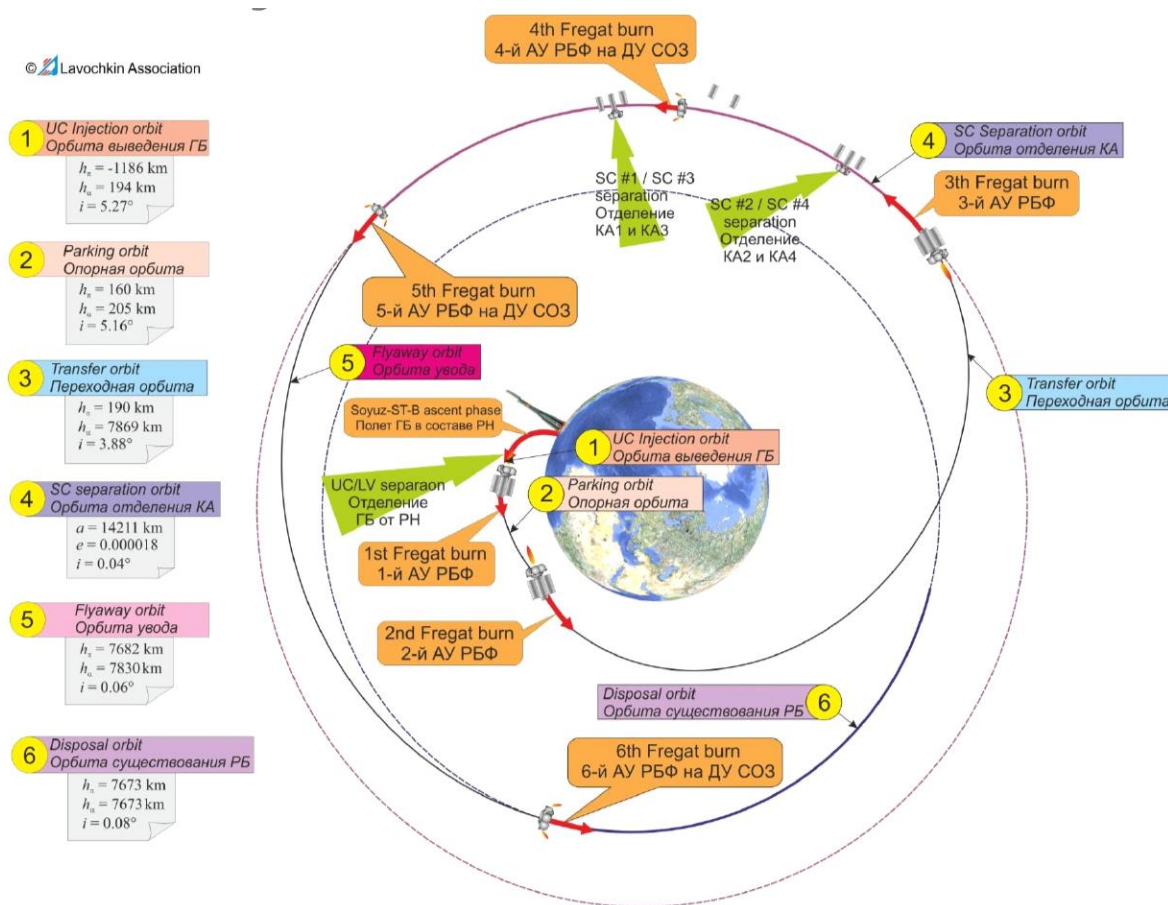 © Lavochkin Association
1
UC Injection orbit
Орбита выведения ГБ
hπ = -1186 km
hα = 194 km
i = 5.27°
2
Parking orbit
Опорная орбита
hπ = 160 km
hα = 205 km
i = 5.16°
3
Transfer orbit
Переходная орбита
hπ = 190 km
hα = 7869 km
i = 3.88°
4
SC separation orbit
Орбита отделения КА
a = 14211 km
e = 0.000018
i = 0.04°
5
Flyaway orbit
Орбита увода
hπ = 7682 km
hα = 7830 km
i = 0.06°
6
Disposal orbit
Орбита существования РБ
hπ = 7673 km
hα = 7673 km
i = 0.08°
4th Fregat burn
4-й АУ РБФ на ДУ СОЗ
4
SC Separation orbit
Орбита отделения КА
3th Fregat burn
3-й АУ РБФ
SC #1 / SC #3
separation
Отделение
КА1 и КА3
SC #2 / SC #4
separation
Отделение
КА2 и КА4
5th Fregat burn
5-й АУ РБФ на ДУ СОЗ
5
Flyaway orbit
Орбита увода
3
Transfer orbit
Переходная орбита
Soyuz-ST-B ascent phase
Полет ГБ в составе РН
1
UC Injection orbit
Орбита выведения ГБ
UC/LV separaon
Отделение
ГБ от РН
2
Parking orbit
Опорная орбита
1st Fregat burn
1-й АУ РБФ
2nd Fregat burn
2-й АУ РБФ
Disposal orbit
Орбита существования РБ
6
6th Fregat burn
6-й АУ РБФ на ДУ СОЗ